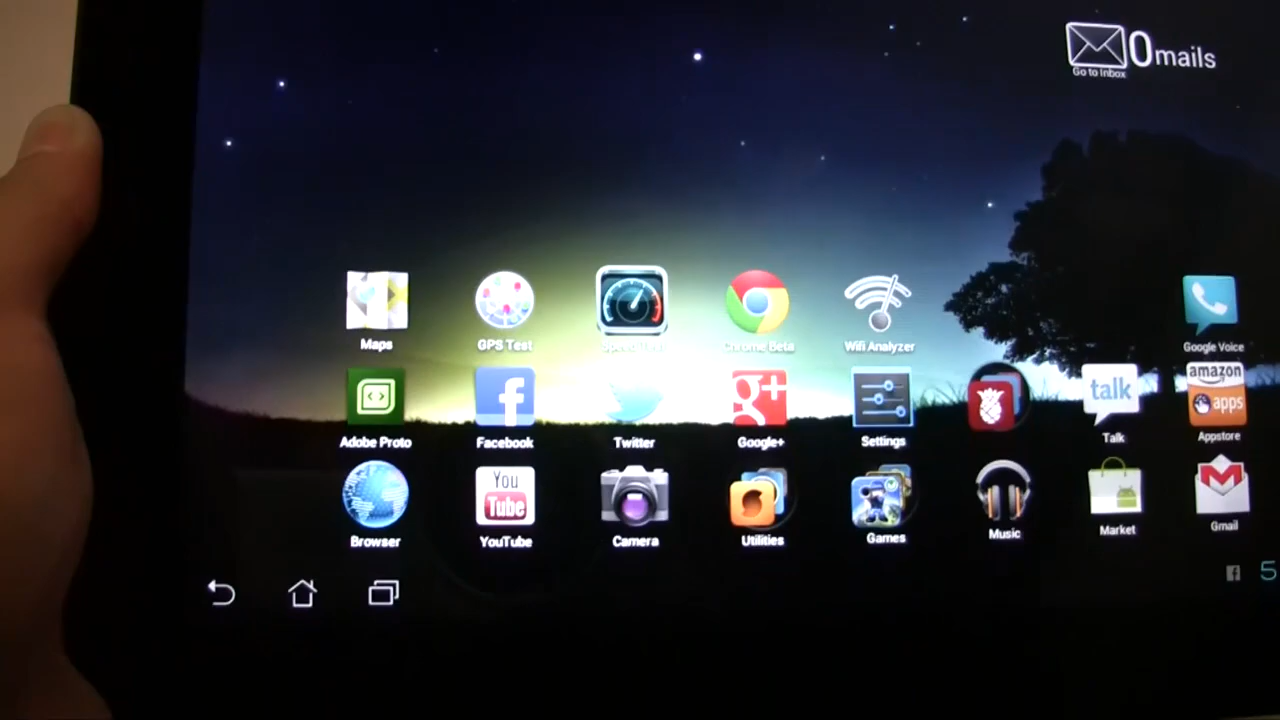 0mails
Go to Inbox
Maps
GPS Test
Chrome Beta
Wifi Analyzer
Google Voice
talk
amazon
apps
Adobe Proto
Facebook
Twitter
Google+
Settings
Talk
Appstore
You
Tube
Browser
YouTube
Camera
Utilities
Games
Music
Market
Gmail
5